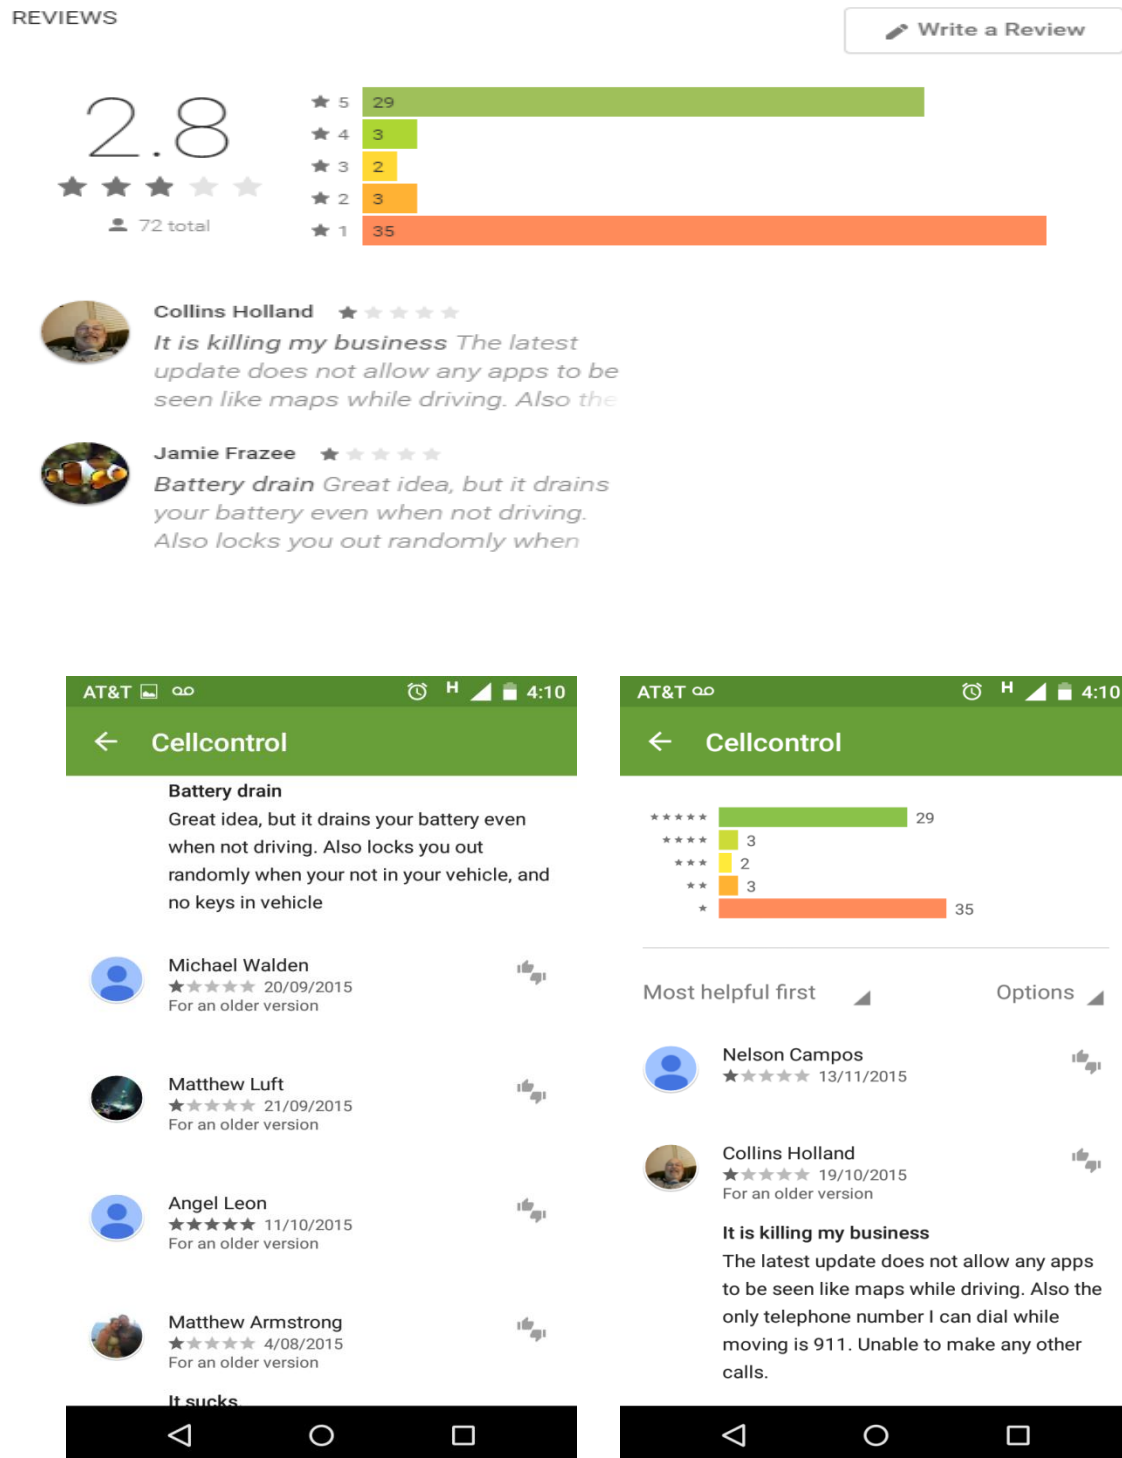 REVIEWS
Write a Review
2.8
72 total
5 29
4 3
3 2
2 3
1 35
Collins Holland
It is killing my business The latest
update does not allow any apps to be
seen like maps while driving. Also the
Jamie Frazee
Battery drain Great idea, but it drains
your battery even when not driving.
Also locks you out randomly when
AT&T H 4:10
Cellcontrol
Battery drain
Great idea, but it drains your battery even
when not driving. Also locks you out
randomly when your not in your vehicle, and
no keys in vehicle
Michael Walden
20/09/2015
For an older version
Matthew Luft
21/09/2015
For an older version
Angel Leon
11/10/2015
For an older version
Matthew Armstrong
4/08/2015
For an older version
It sucks.
AT&T H 4:10
Cellcontrol
29
3
2
3
35
Most helpful first Options
Nelson Campos
13/11/2015
Collins Holland
19/10/2015
For an older version
It is killing my business
The latest update does not allow any apps
to be seen like maps while driving. Also the
only telephone number I can dial while
moving is 911. Unable to make any other
calls.